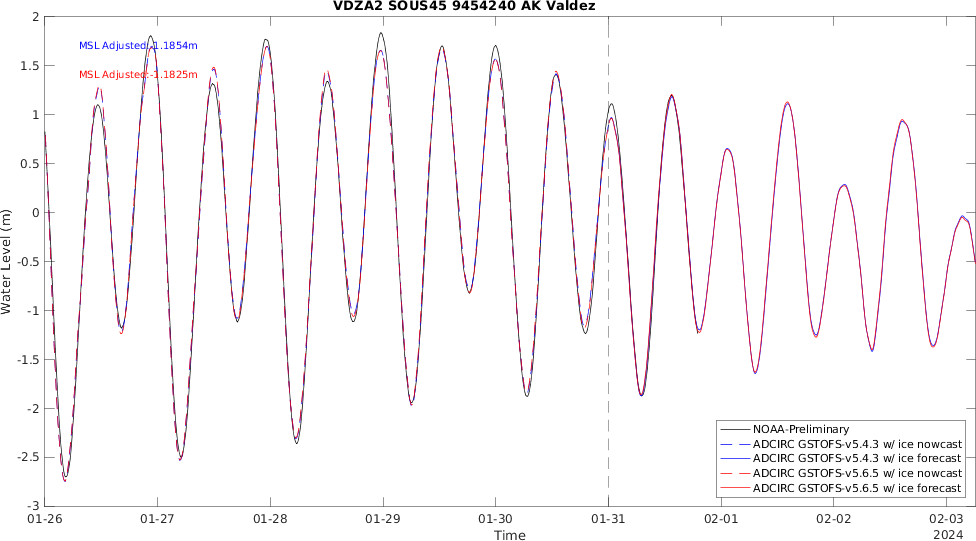 VDZA2 SOUS45 9454240 AK Valdez
MSL Adjusted:-1.1854m
MSL Adjusted:-1.1825m
Water Level (m)
2
1.5
1
0.5
0
-0.5
-1
-1.5
-2
-2.5
-3
NOAA-Preliminary
ADCIRC GSTOFS-v5.4.3 w/ ice nowcast
ADCIRC GSTOFS-v5.4.3 w/ ice forecast
ADCIRC GSTOFS-v5.6.5 w/ ice nowcast
ADCIRC GSTOFS-v5.6.5 w/ ice forecast
01-26 01-27 01-28 01-29 01-30 01-31 02-01 02-02 02-03
Time
2024